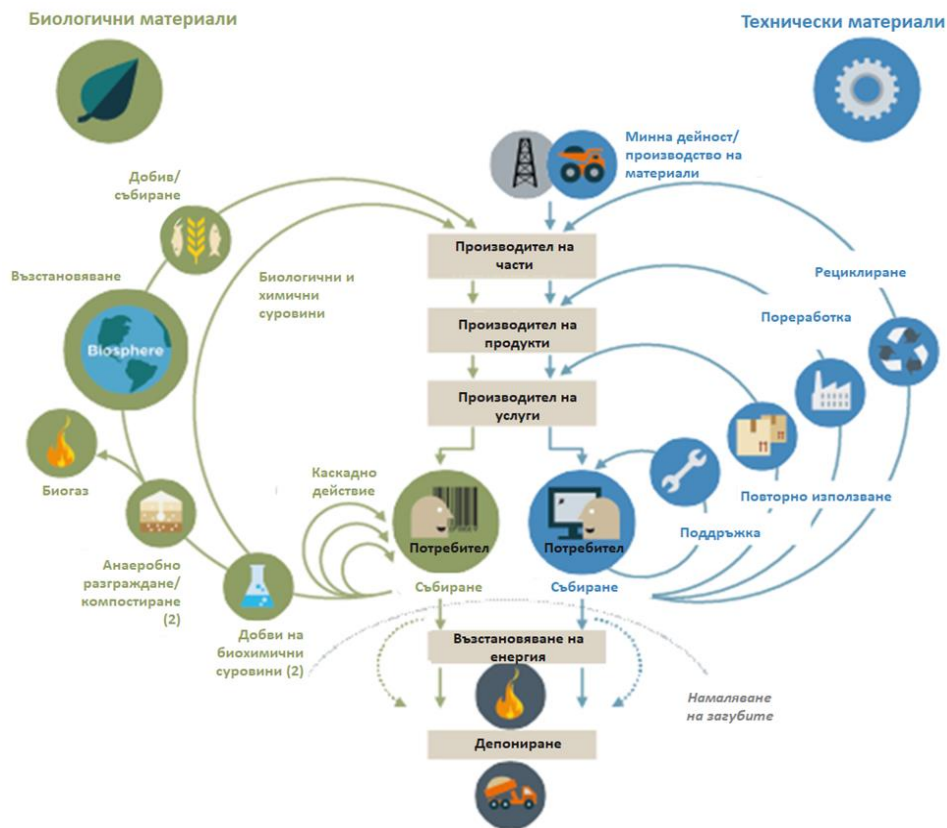 Биологични материали
Технически материали
Минна дейност/
производство на
материали
Добив/
събиране
Производител на
части
Възстановяване
Биологични и
химични
суровини
Рециклиране
Biosphere
Производител на
продукти
Пореработка
Производител на
услуги
Биогаз
Каскадно
действие
Потребител
Потребител
Повторно използване
Поддръжка
Анаеробно
разграждане/
компостиране
(2)
Събиране
Събиране
Добви на
биохимични
суровини (2)
Възстановяване на
енергия
Намаляване
на загубите
Депониране